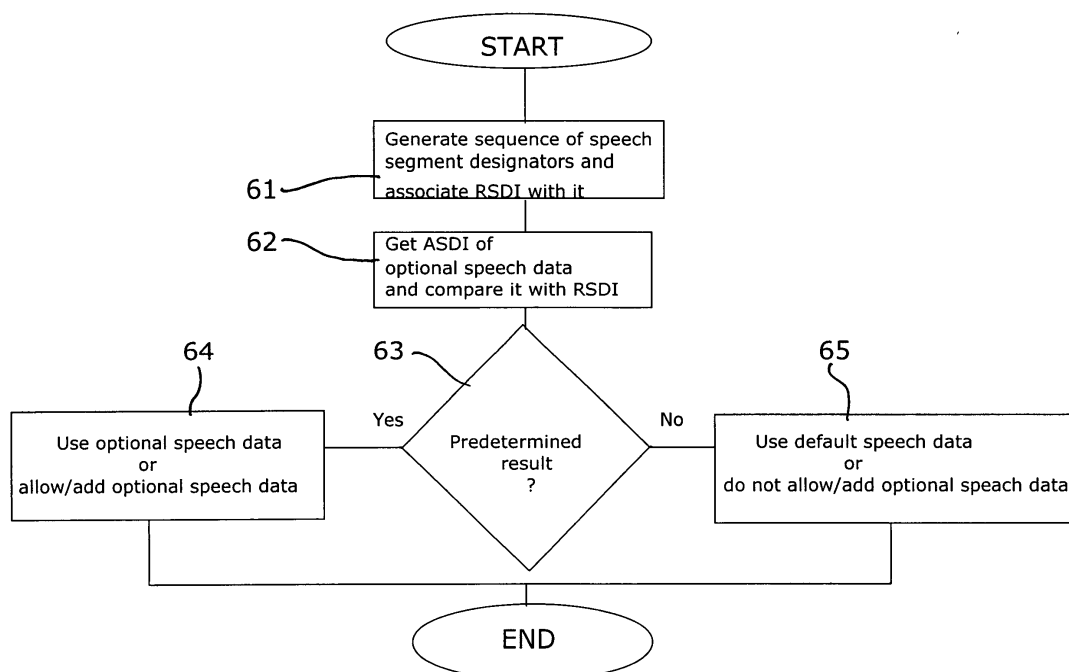 START
Generate sequence of speech
segment designators and
associate RSDI with it
61
62
Get ASDI of
optional speech data
and compare it with RSDI
64
63
65
Yes
No
Use optional speech data
or
allow/add optional speech data
Predetermined
result
?
Use default speech data
or
do not allow/add optional speach data
END